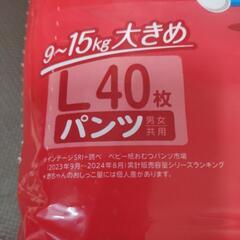 9~15kg 大きめ
L 40枚
パンツ 男女共用
*インテージSRI+調べ ベビー紙おむつパンツ市場
(2023年9月~2024年8月)累計販売容量シリーズランキング
*赤ちゃんのおしっこ量には個人差があります。